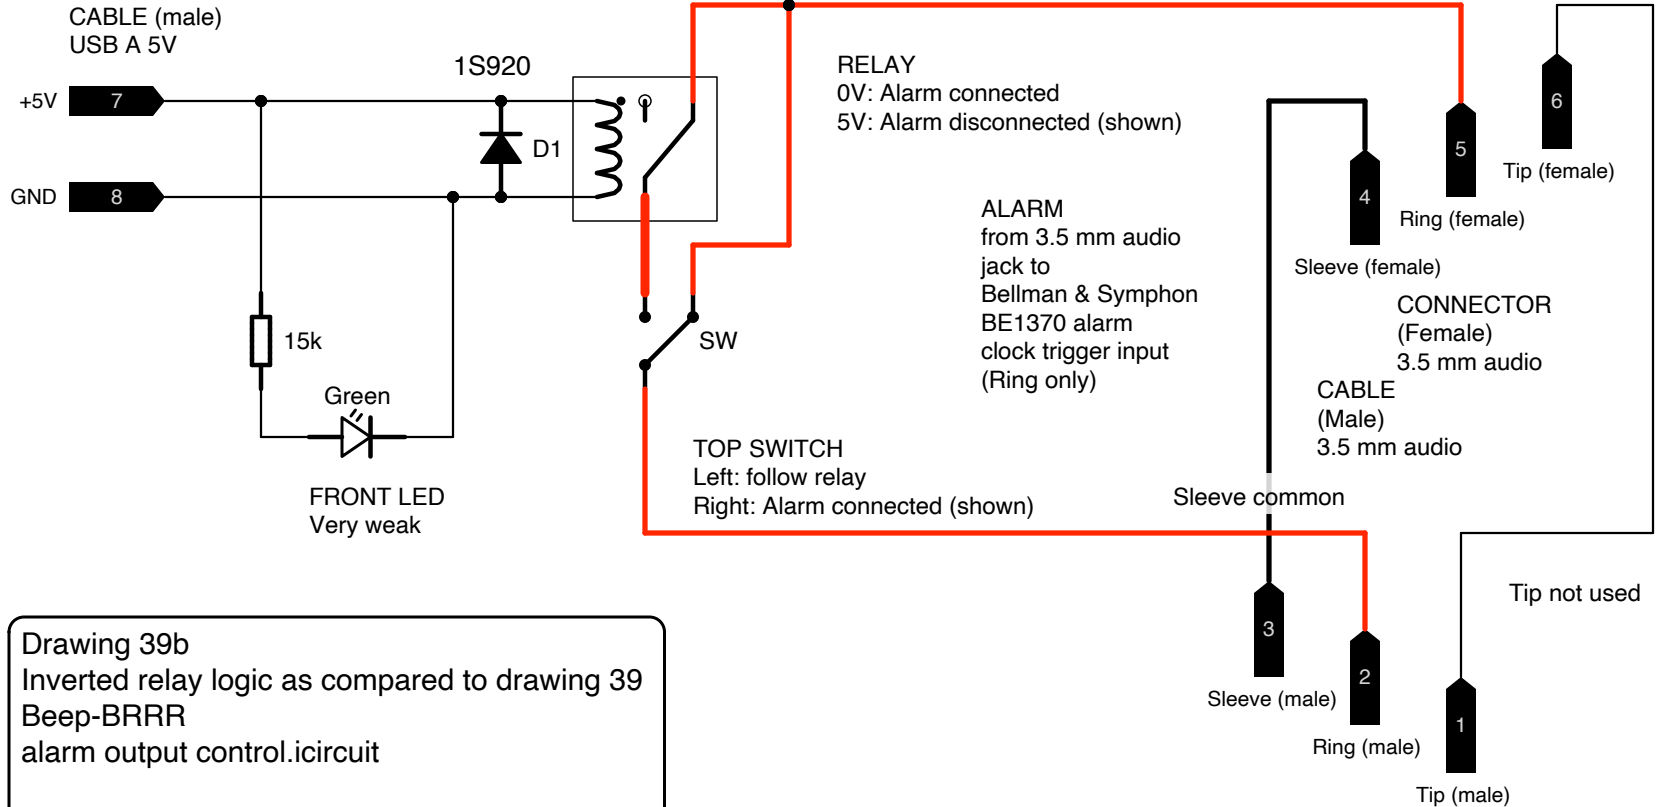 CABLE (male)
USB A 5V
+5V
7
GND
8
1S920
D1
15k
Green
FRONT LED
Very weak
RELAY
0V: Alarm connected
5V: Alarm disconnected (shown)
SW
TOP SWITCH
Left: follow relay
Right: Alarm connected (shown)
ALARM
from 3.5 mm audio
jack to
Bellman & Symphon
BE1370 alarm
clock trigger input
(Ring only)
6
Tip (female)
5
Ring (female)
4
Sleeve (female)
CONNECTOR
(Female)
3.5 mm audio
CABLE
(Male)
3.5 mm audio
Sleeve common
Tip not used
3
Sleeve (male)
2
Ring (male)
1
Tip (male)
Drawing 39b
Inverted relay logic as compared to drawing 39
Beep-BRRR
alarm output control.icircuit